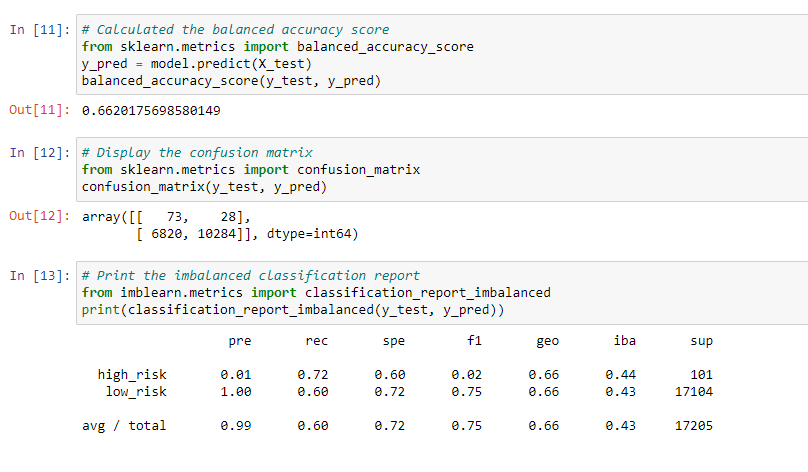 In [11]: # Calculated the balanced accuracy score
from sklearn.metrics import balanced_accuracy_score
y_pred = model.predict(X_test)
balanced_accuracy_score(y_test, y_pred)
Out[11]: 0.6620175698580149
In [12]: # Display the confusion matrix
from sklearn.metrics import confusion_matrix
confusion_matrix(y_test, y_pred)
Out[12]: array([[   73,    28],
       [ 6820, 10284]], dtype=int64)
In [13]: # Print the imbalanced classification report
from imblearn.metrics import classification_report_imbalanced
print(classification_report_imbalanced(y_test, y_pred))
pre rec spe f1 geo iba sup
high_risk 0.01 0.72 0.60 0.02 0.66 0.44 101
low_risk 1.00 0.60 0.72 0.75 0.66 0.43 17104
avg / total 0.99 0.60 0.72 0.75 0.66 0.43 17205